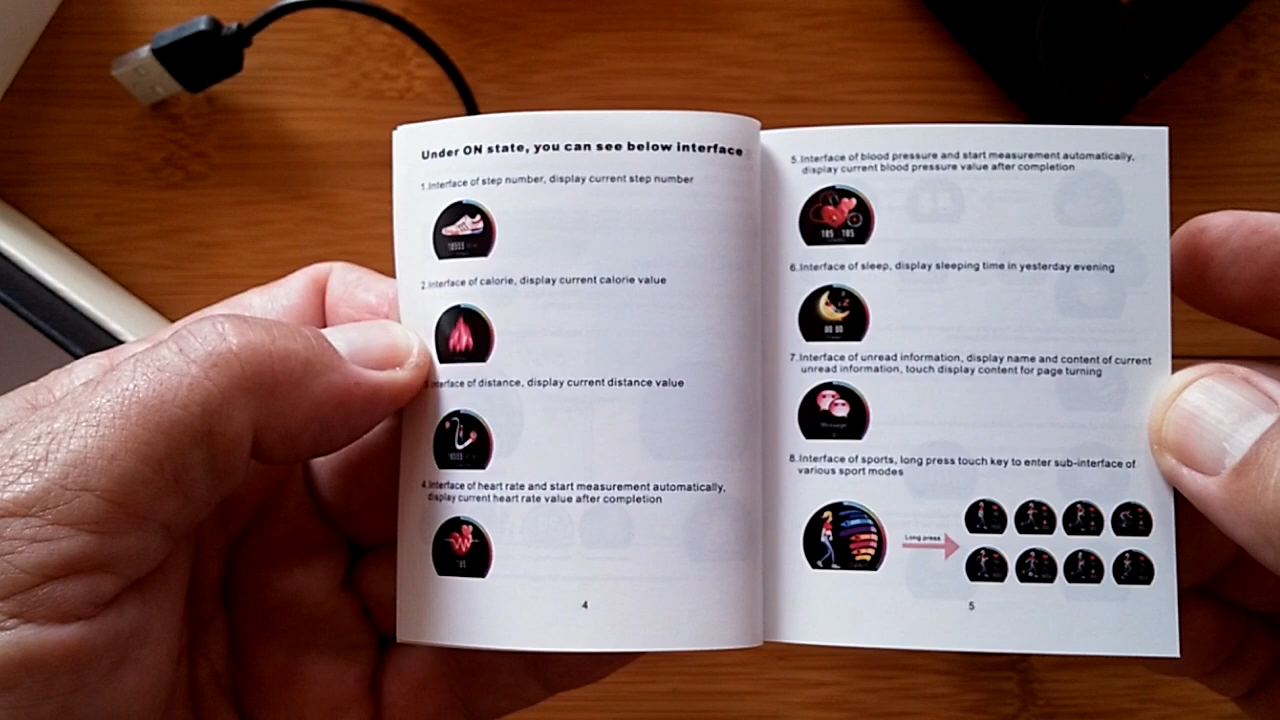 Under ON state, you can see below interface
1.Interface of step number, display current step number
2.Interface of calorie, display current calorie value
interface of distance, display current distance value
4.Interface of heart rate and start measurement automatically,
display current heart rate value after completion
4
5.Interface of blood pressure and start measurement automatically,
display current blood pressure value after completion
185 185
6.Interface of sleep, display sleeping time in yesterday evening
7.Interface of unread information, display name and content of current
unread information, touch display content for page turning
Message
8.Interface of sports, long press touch key to enter sub-interface of
various sport modes
Long press
5